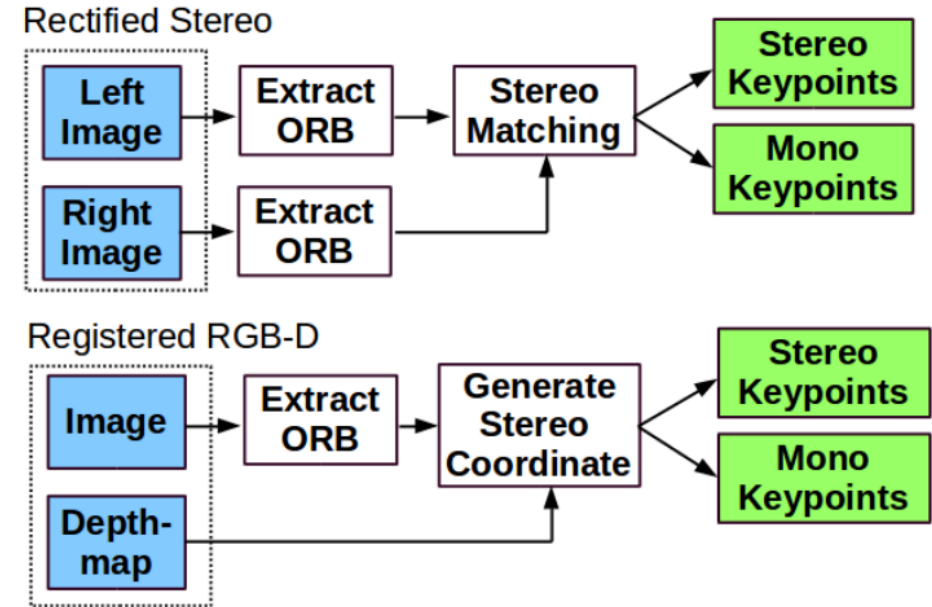 Rectified Stereo
Left
Image
Extract
ORB
Stereo
Matching
Stereo
Keypoints
Mono
Keypoints
Right
Image
Extract
ORB
Registered RGB-D
Image
Extract
ORB
Generate
Stereo
Coordinate
Stereo
Keypoints
Mono
Keypoints
Depth-
map